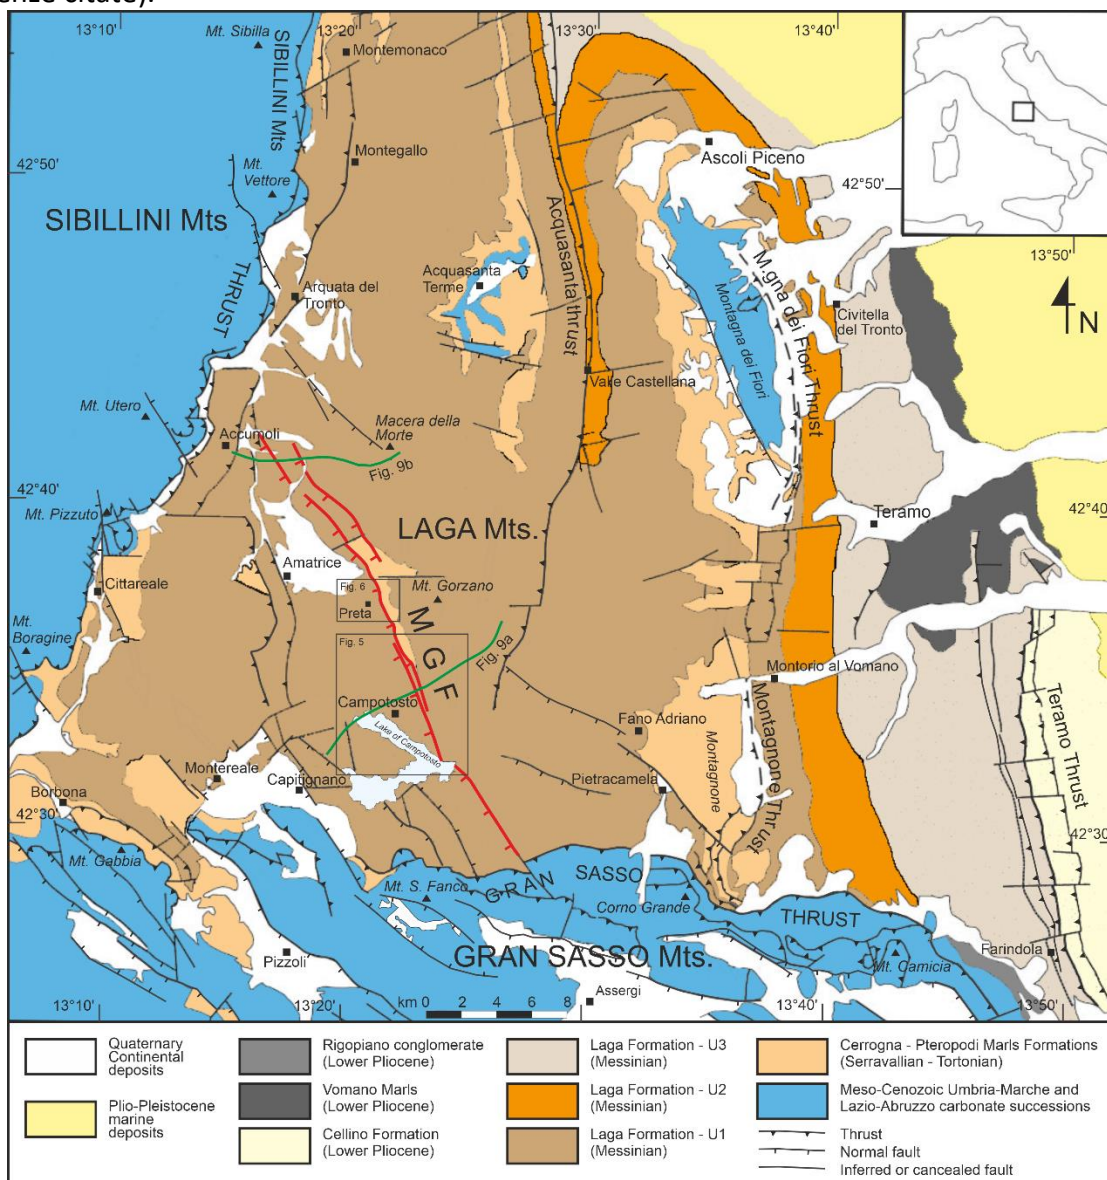 enze citate).
13°10'
13°20'
13°30'
13°40'
Mt. Sibilla
SIBILLINI Mts
Montemonaco
Montegallo
42°50'
Mt.
Vettore
Ascoli Piceno
42°50'
SIBILLINI Mts
THRUST
Acquasanta thrust
13°50'
Acquasanta
Terme
Arquata del
Tronto
M.gna dei Fiori Thrust
Montagna dei Fiori
Civitella
del Tronto
N
Valle Castellana
Mt. Utero
Macera della
Morte
Accumoli
Fig. 9b
42°40'
Mt. Pizzuto
LAGA Mts.
Teramo
42°40'
Cittareale
Amatrice
Fig. 6
Preta
Mt. Gorzano
MGF
Mt.
Boragine
Fig. 5
Fig. 9a
Montorio al Vomano
Campotosto
Lake of Campotosto
Fano Adriano
Montagnone
Montagnone Thrust
Teramo Thrust
Montereale
Capitignano
Pietracamela
Borbona
42°30'
42°30'
Mt. Gabbia
GRAN SASSO THRUST
Mt. S. Fanco
Corno Grande
Pizzoli
GRAN SASSO Mts.
Mt. Camicia
Farindola
13°10'
13°20'
km 0 2 4 6 8
Assergi
13°40'
13°50'
Quaternary
Continental
deposits
Plio-Pleistocene
marine
deposits
Rigopiano conglomerate
(Lower Pliocene)
Vomano Marls
(Lower Pliocene)
Cellino Formation
(Lower Pliocene)
Laga Formation - U3
(Messinian)
Laga Formation - U2
(Messinian)
Laga Formation - U1
(Messinian)
Cerrogna - Pteropodi Marls Formations
(Serravallian - Tortonian)
Meso-Cenozoic Umbria-Marche and
Lazio-Abruzzo carbonate successions
Thrust
Normal fault
Inferred or cancealed fault